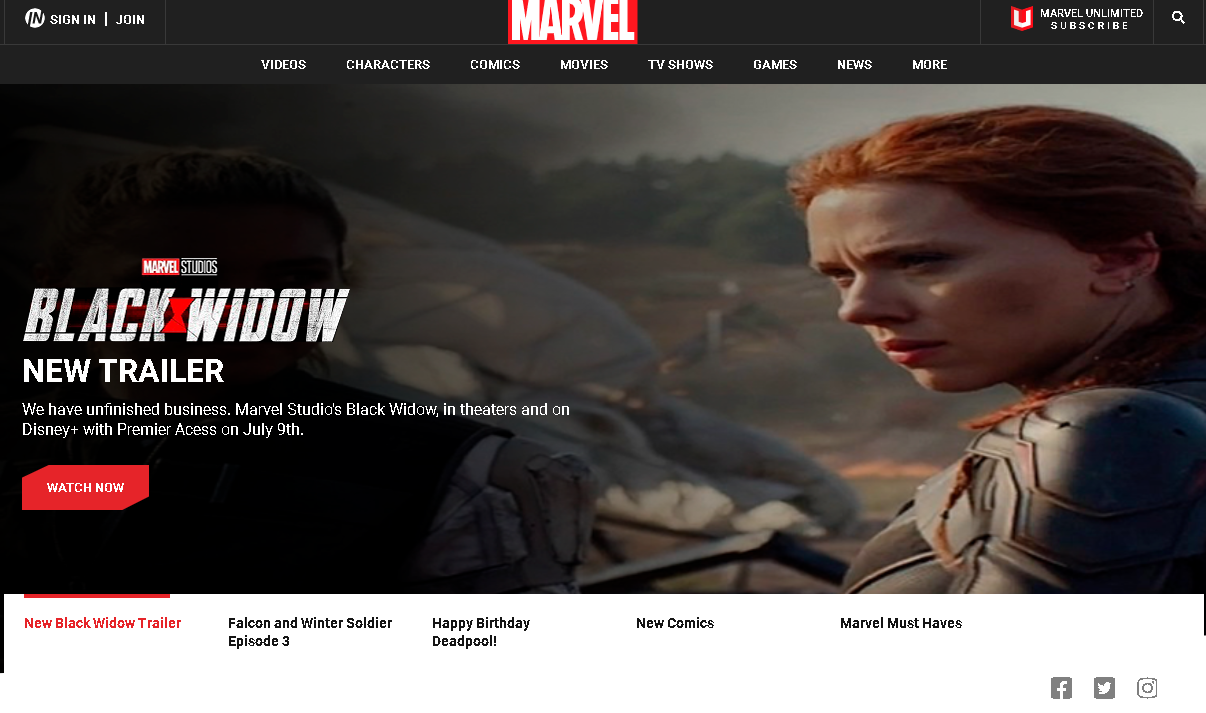 IN SIGN IN | JOIN
MARVEL
MARVEL UNLIMITED
SUBSCRIBE
VIDEOS CHARACTERS COMICS MOVIES TV SHOWS GAMES NEWS MORE
MARVEL STUDIOS
BLACK WIDOW
NEW TRAILER
We have unfinished business. Marvel Studio's Black Widow, in theaters and on
Disney+ with Premier Acess on July 9th.
WATCH NOW
New Black Widow Trailer
Falcon and Winter Soldier
Episode 3
Happy Birthday
Deadpool!
New Comics
Marvel Must Haves